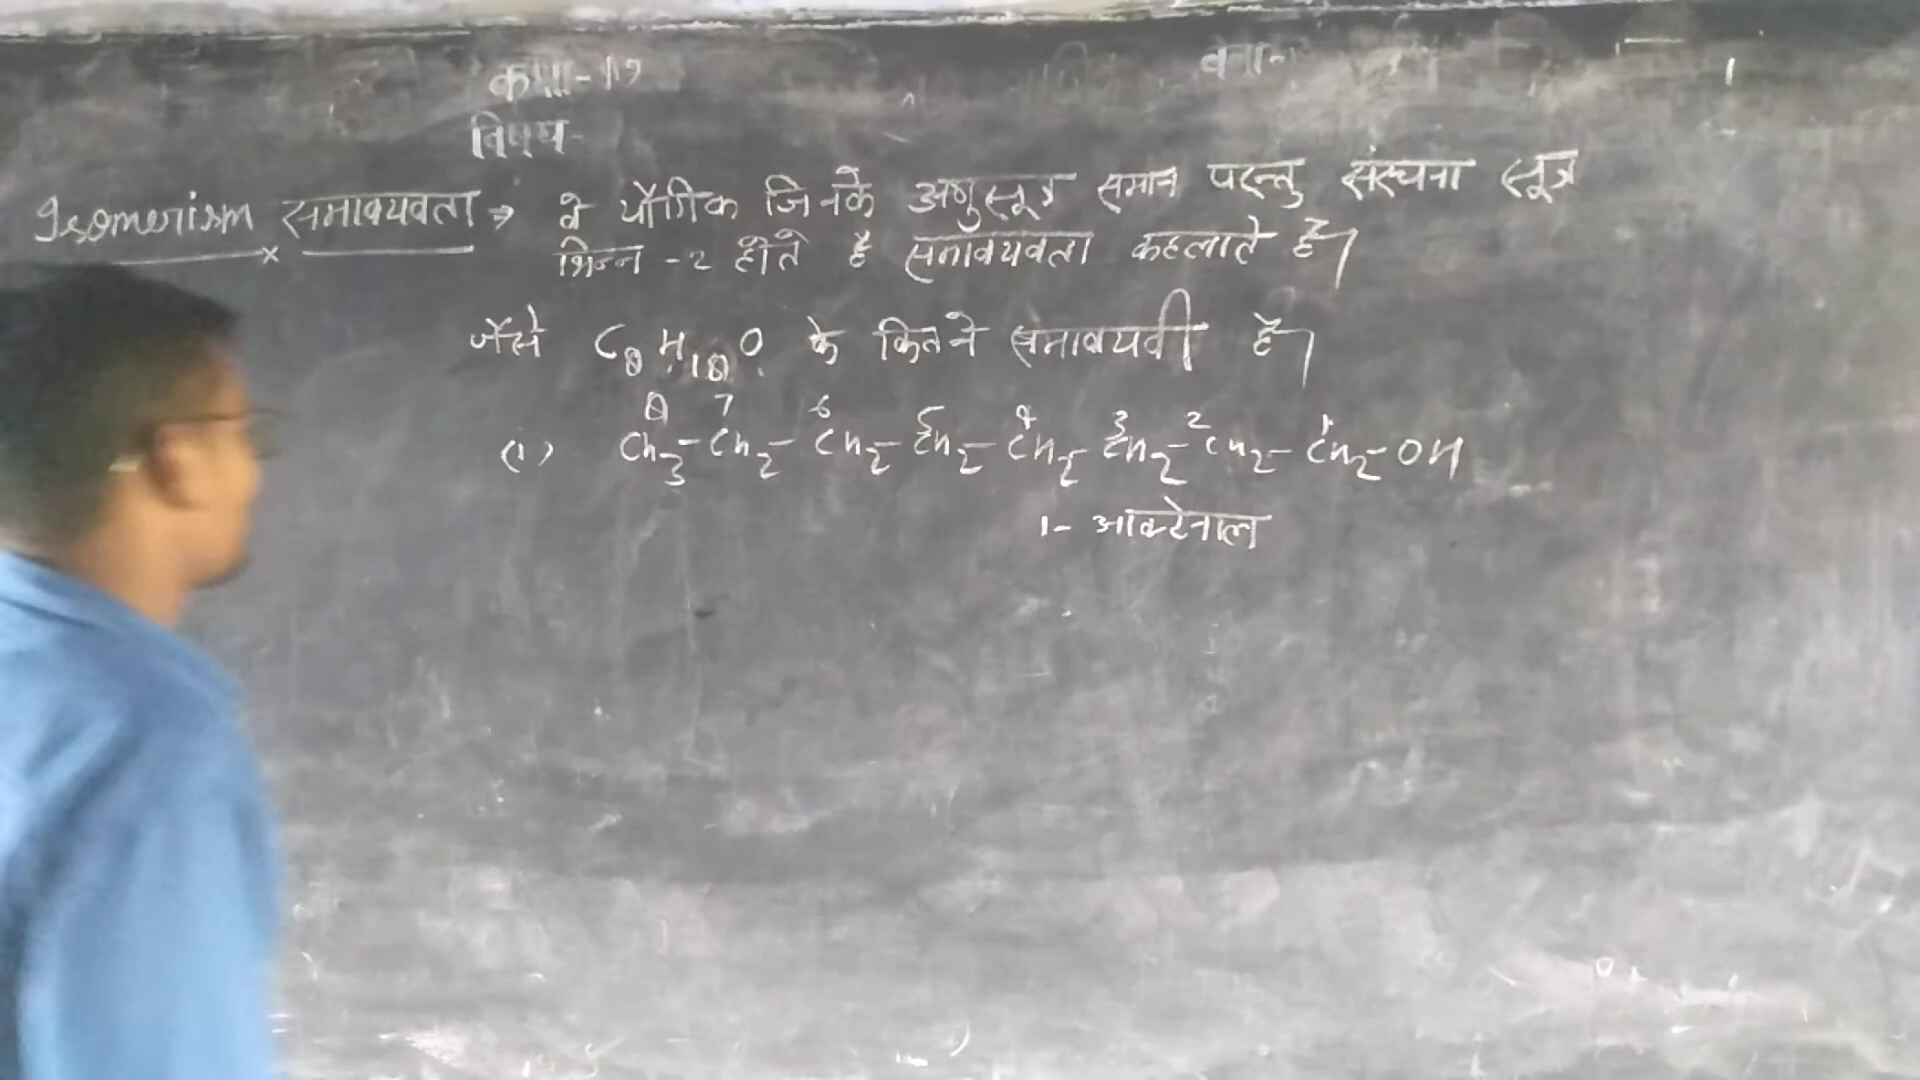 कक्षा-
विषय-
Isomerism समावयवता ⇒ वे यौगिक जिनके अणुसूत्र समान परन्तु संरचना सूत्र
भिन्न -2 होते है समावयवता कहलाते है।
जैसे C8H18O के कितने समावयवी है।
8 7 6 5 4 3 2 1
(1) CH3-CH2-CH2-CH2-CH2-CH2-CH2-CH2-OH
1- आक्टेनाल